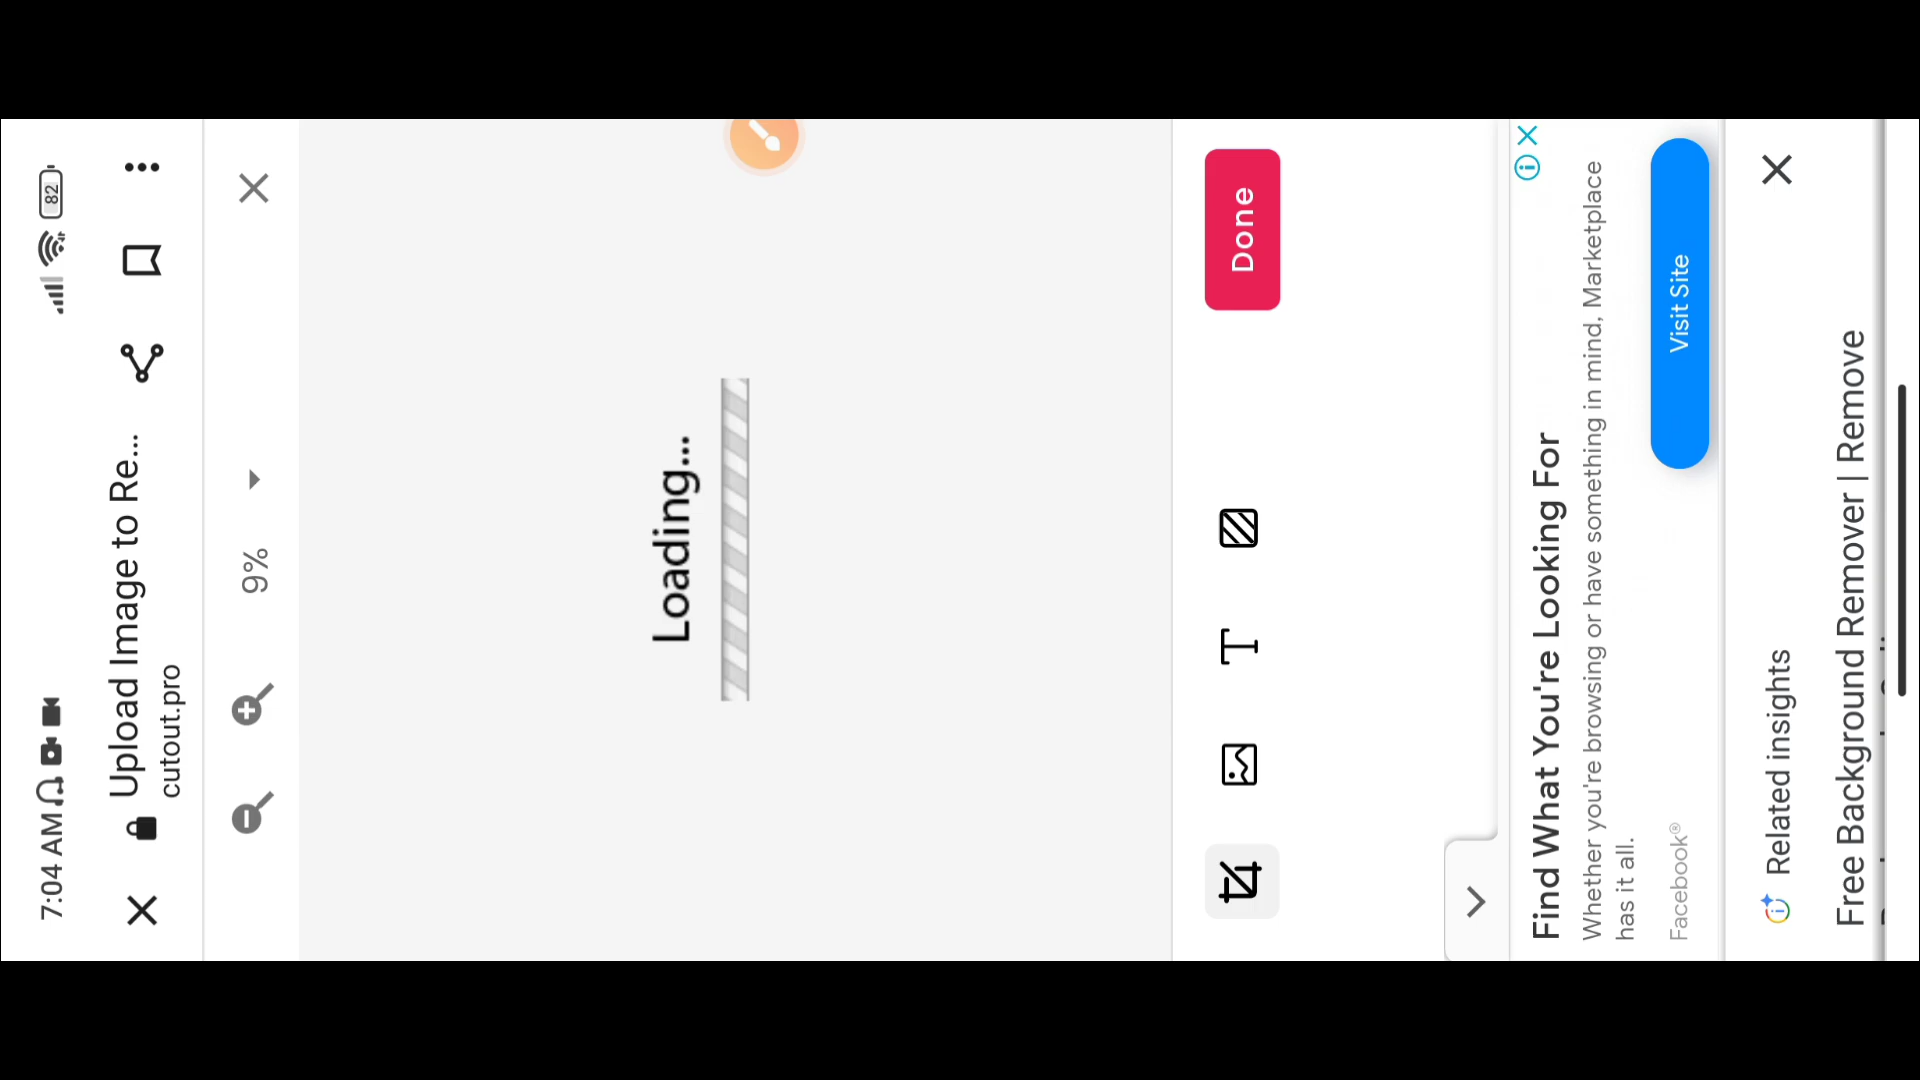 7:04 AM
82
Upload Image to Re...
cutout.pro
9%
Loading...
Done
Find What You're Looking For
Whether you're browsing or have something in mind, Marketplace
has it all.
Facebook®
Visit Site
Related insights
Free Background Remover | Remove